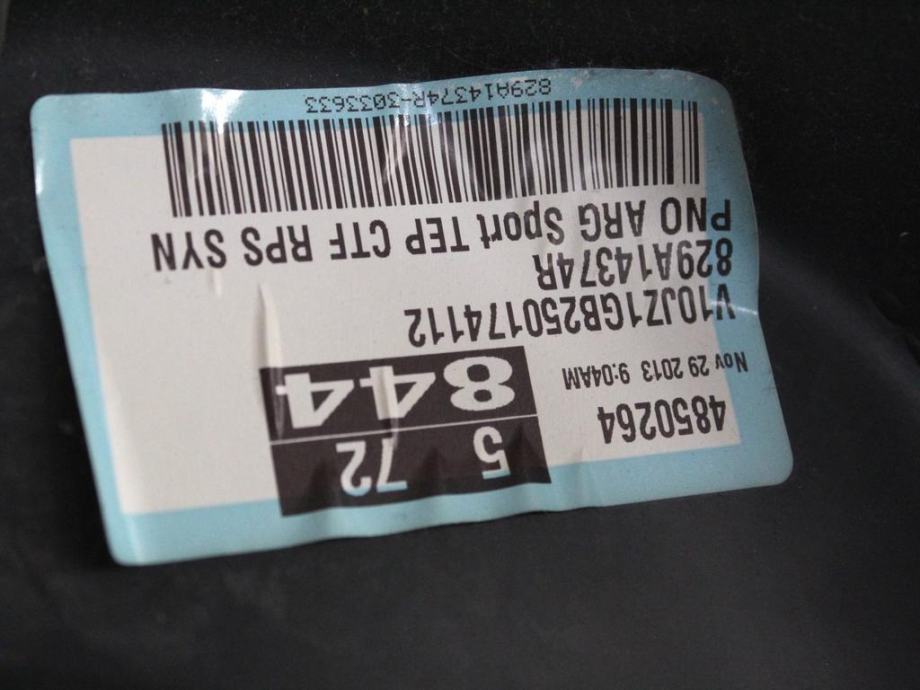 5 72
4850264
844
Nov 29 2013 9:04AM
V10JZ1GB250174112
829A14374R
PNO ARG Sport TEP CTF RPS SYN
829A14374R-3033633